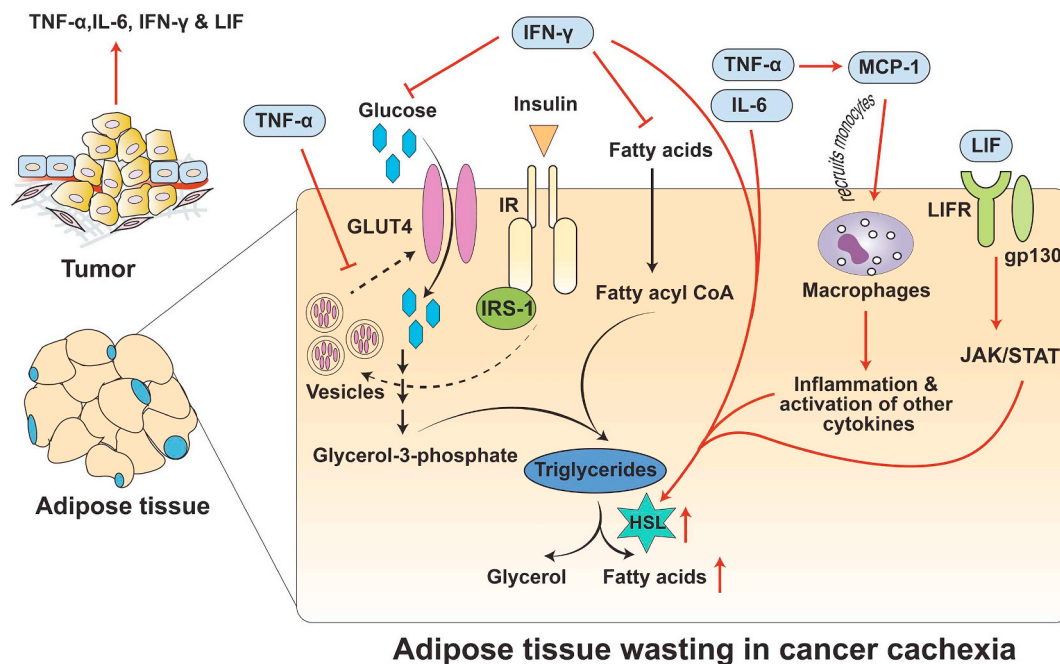 TNF-α,IL-6, IFN-γ & LIF
Tumor
Adipose tissue
TNF-α
IFN-γ
Glucose
Insulin
Fatty acids
TNF-α
MCP-1
IL-6
recruits monocytes
LIF
LIFR
gp130
GLUT4
IR
IRS-1
Fatty acyl CoA
Macrophages
Vesicles
JAK/STAT
Inflammation &
activation of other
cytokines
Glycerol-3-phosphate
Triglycerides
HSL
Glycerol
Fatty acids
Adipose tissue wasting in cancer cachexia